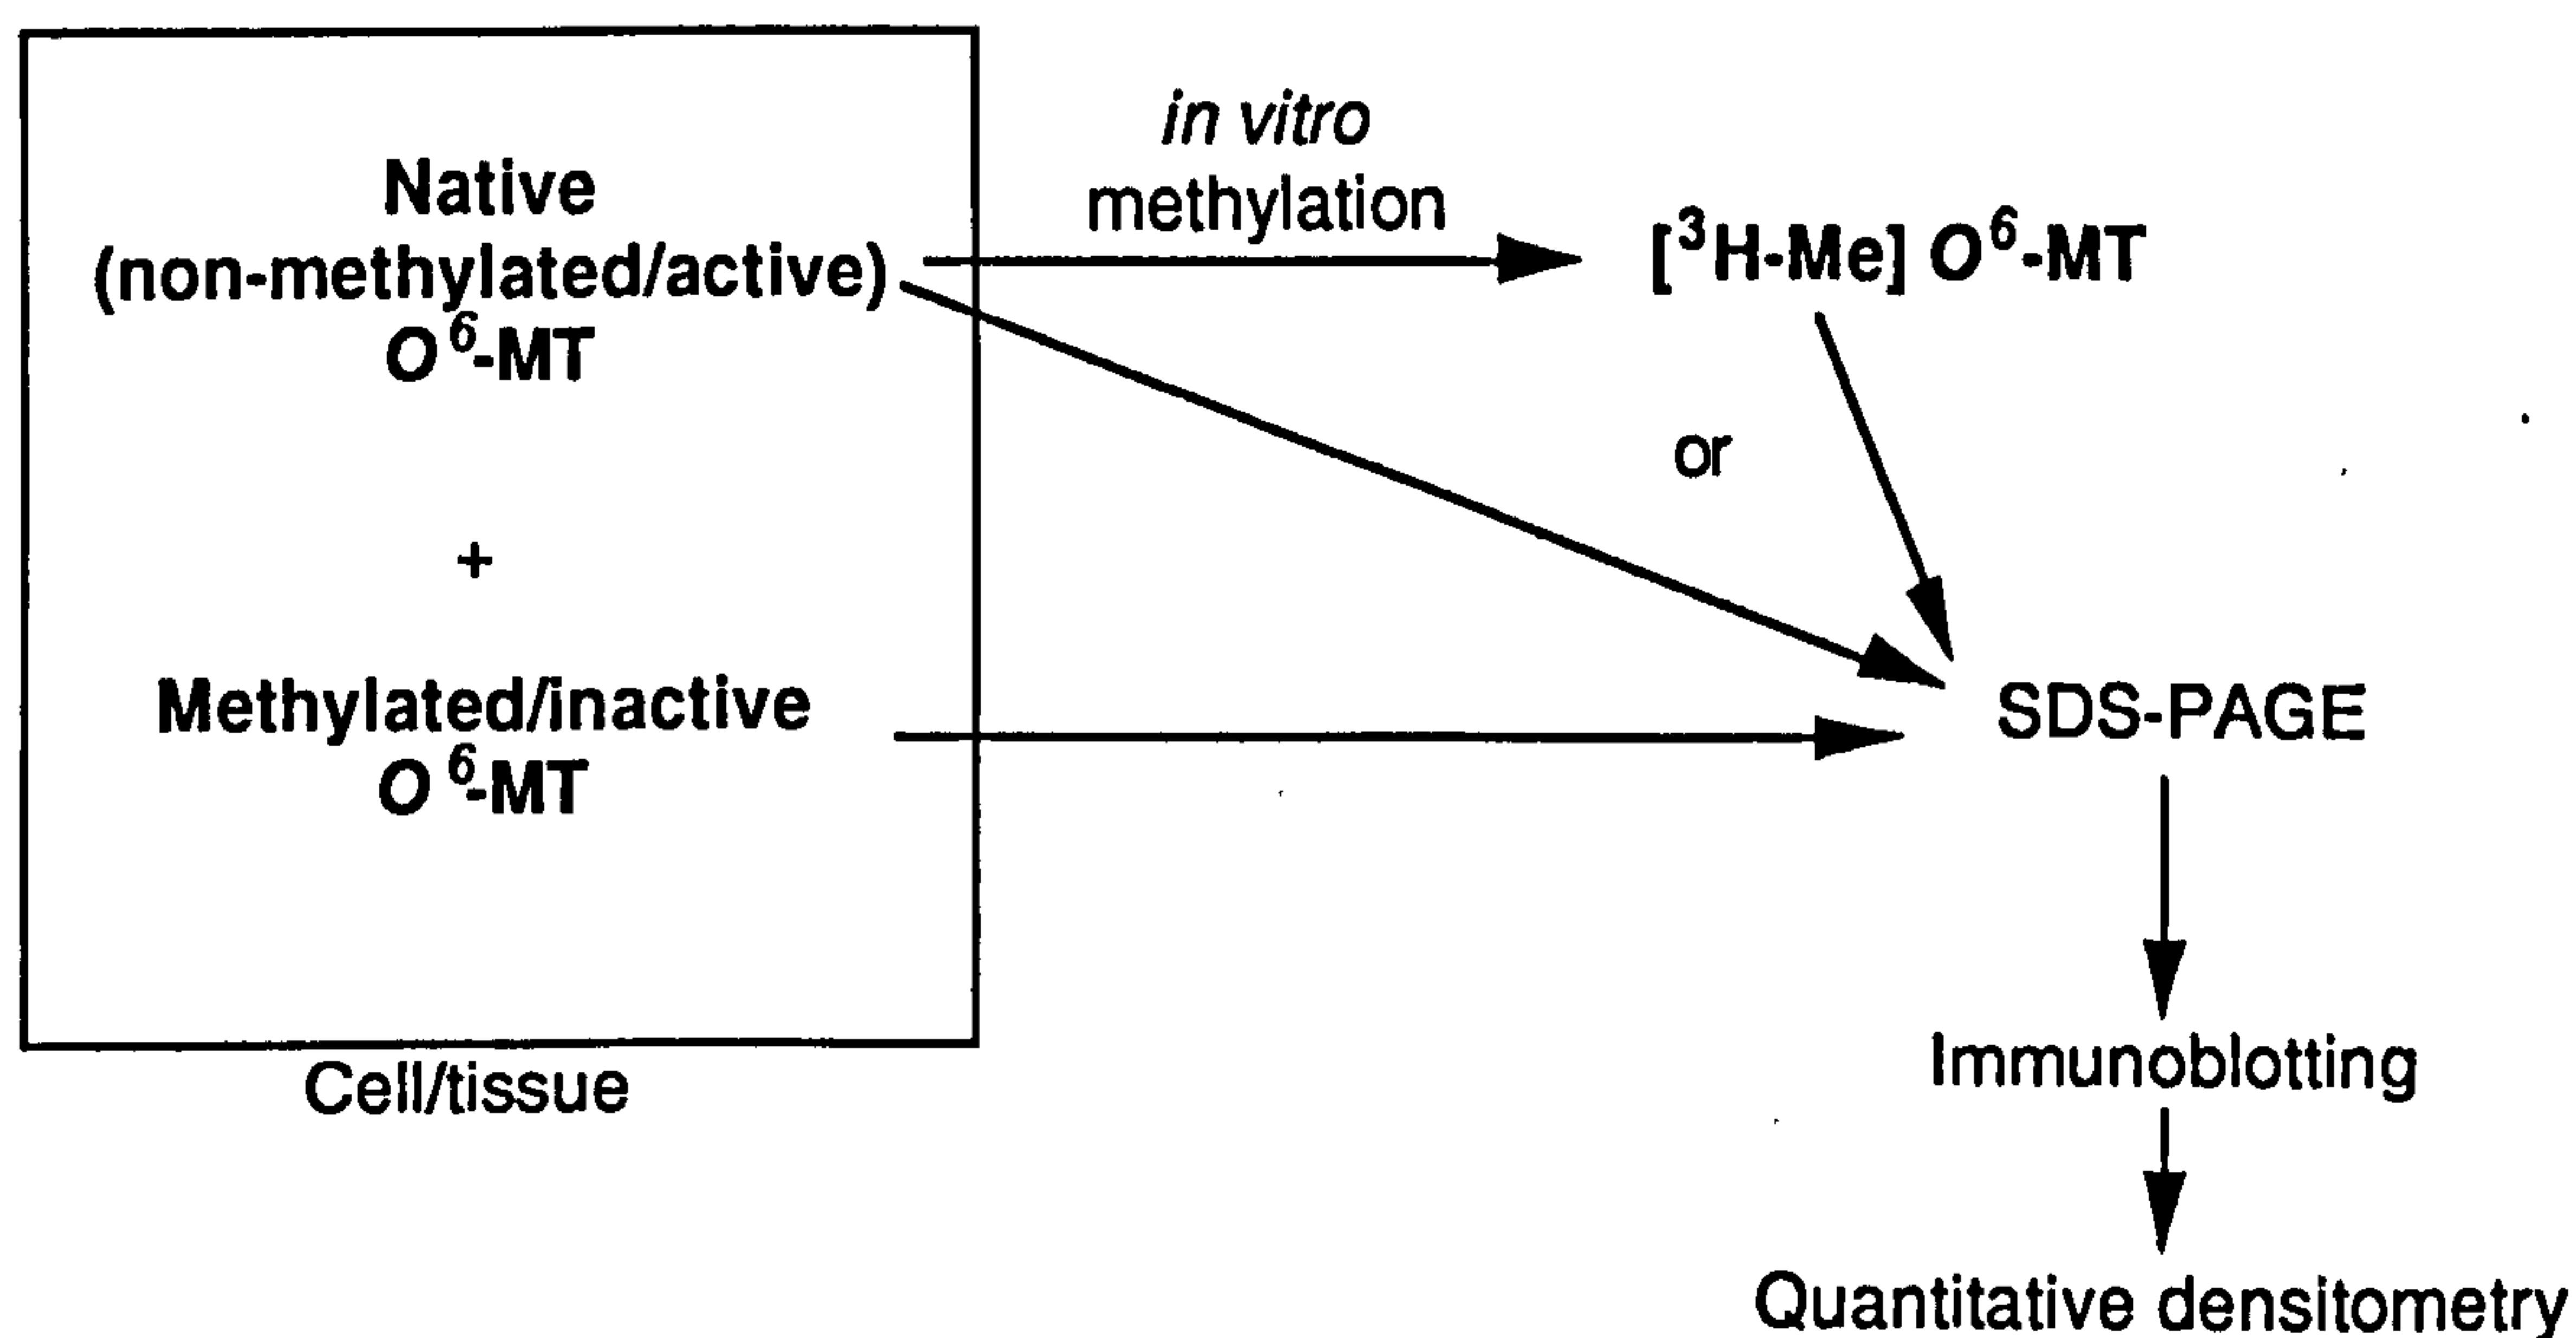 Native
(non-methylated/active)
O⁶-MT
+
Methylated/inactive
O⁶-MT
Cell/tissue
in vitro
methylation
[³H-Me] O⁶-MT
or
SDS-PAGE
Immunoblotting
Quantitative densitometry